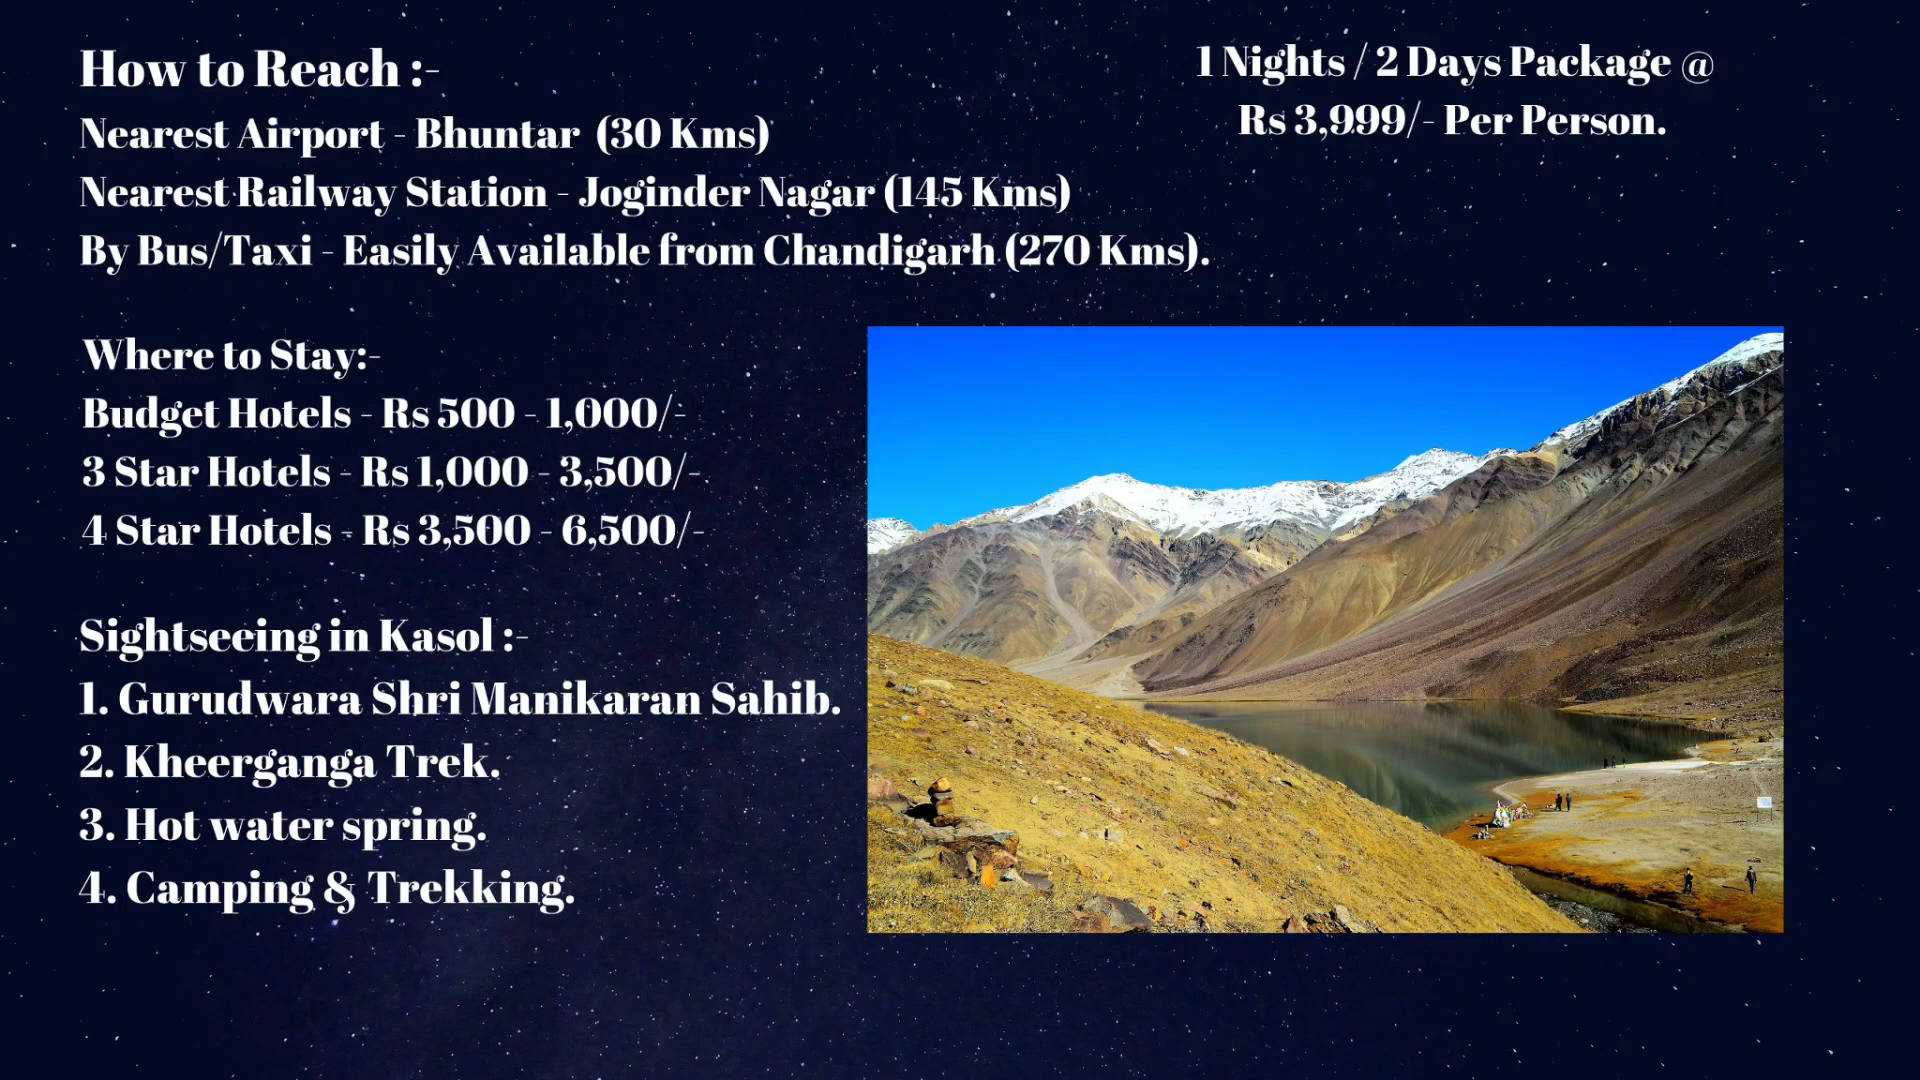 How to Reach :-
Nearest Airport - Bhuntar (30 Kms)
Nearest Railway Station - Joginder Nagar (145 Kms)
By Bus/Taxi - Easily Available from Chandigarh (270 Kms).
1 Nights / 2 Days Package @
Rs 3,999/- Per Person.
Where to Stay:-
Budget Hotels - Rs 500 - 1,000/-
3 Star Hotels - Rs 1,000 - 3,500/-
4 Star Hotels - Rs 3,500 - 6,500/-
Sightseeing in Kasol :-
1. Gurudwara Shri Manikaran Sahib.
2. Kheerganga Trek.
3. Hot water spring.
4. Camping & Trekking.